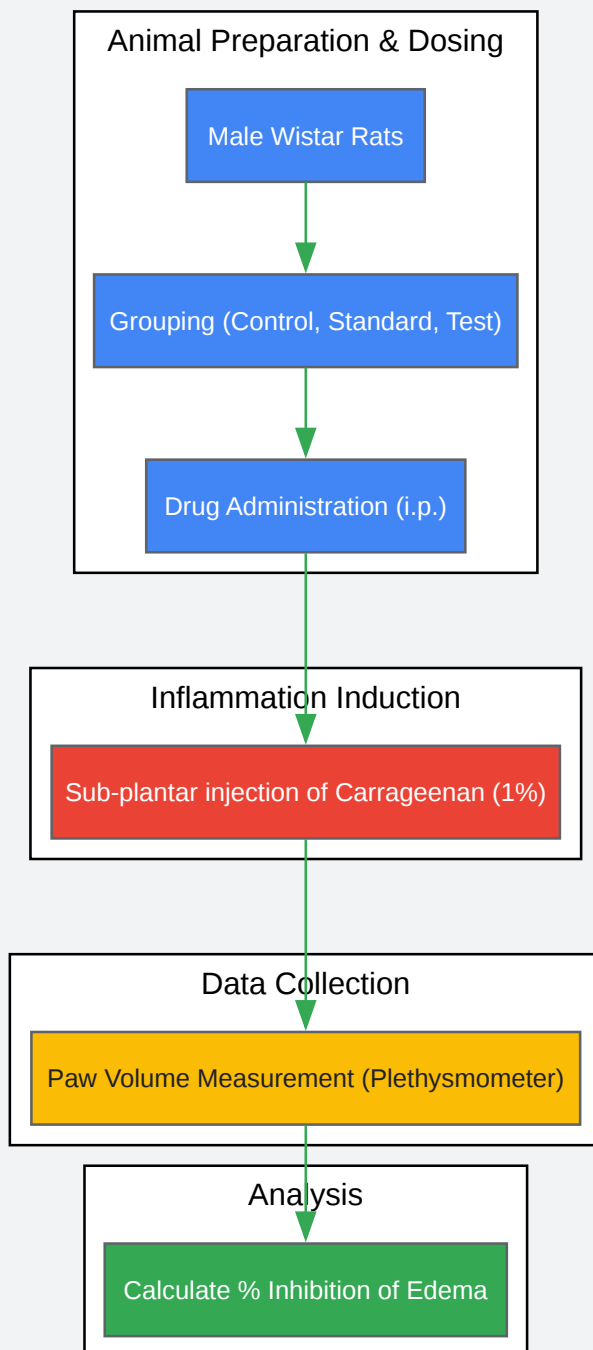 Animal Preparation & Dosing
Male Wistar Rats
Grouping (Control, Standard, Test)
Drug Administration (i.p.)
Inflammation Induction
Sub-plantar injection of Carrageenan (1%)
Data Collection
Paw Volume Measurement (Plethysmometer)
Analysis
Calculate % Inhibition of Edema